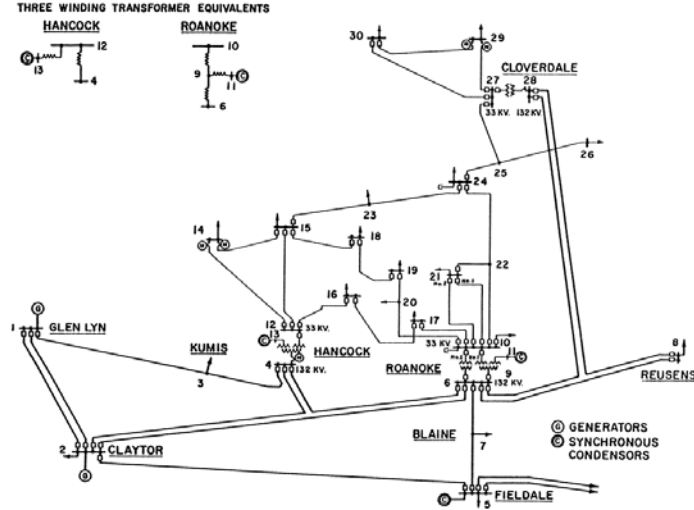 THREE WINDING TRANSFORMER EQUIVALENTS
HANCOCK
ROANOKE
12
13
C
4
10
9
C
11
6
30
29
CLOVERDALE
27
28
33 KV.
132 KV.
26
25
24
23
14
15
18
22
19
21
16
20
17
12
33 KV.
13
C
HANCOCK
33 KV.
10
G
1
GLEN LYN
KUMIS
3
4
132 KV.
ROANOKE
11
C
9
6
132 KV.
8
REUSENS
BLAINE
7
2
CLAYTOR
G
C
5
FIELDALE
G GENERATORS
C SYNCHRONOUS
CONDENSORS